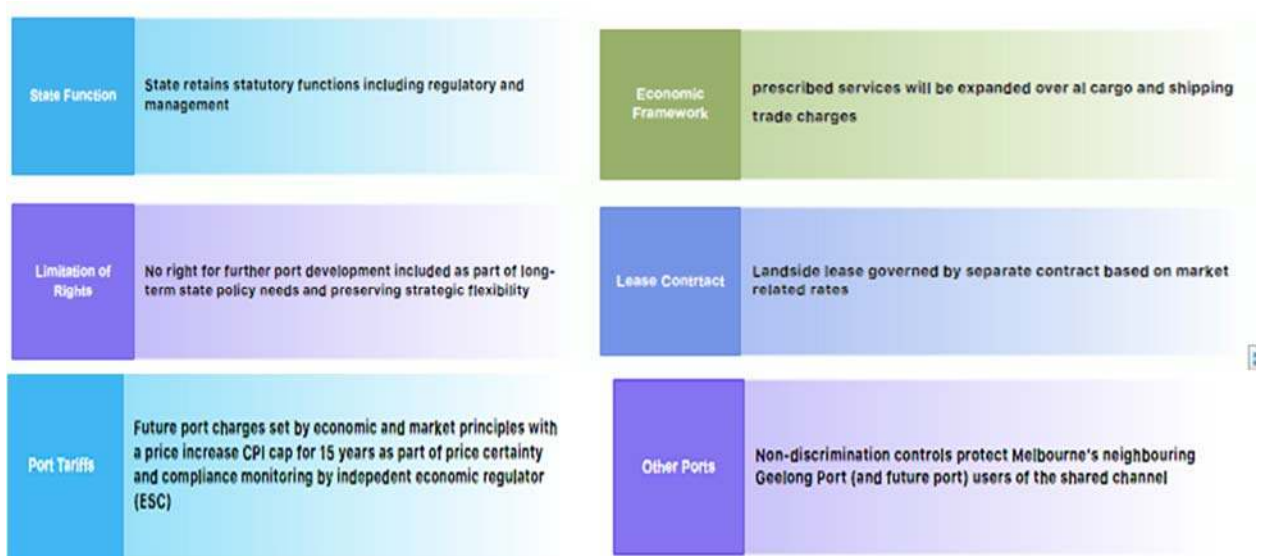 State Function
State retains statutory functions including regulatory and
management
Economic
Framework
prescribed services will be expanded over al cargo and shipping
trade charges
Limitation of
Rights
No right for further port development included as part of long-
term state policy needs and preserving strategic flexibility
Lease Contrtact
Landside lease governed by separate contract based on market
related rates
Port Tariffs
Future port charges set by economic and market principles with
a price increase CPI cap for 15 years as part of price certainty
and compliance monitoring by indepedent economic regulator
(ESC)
Other Ports
Non-discrimination controls protect Melbourne's neighbouring
Geelong Port (and future port) users of the shared channel